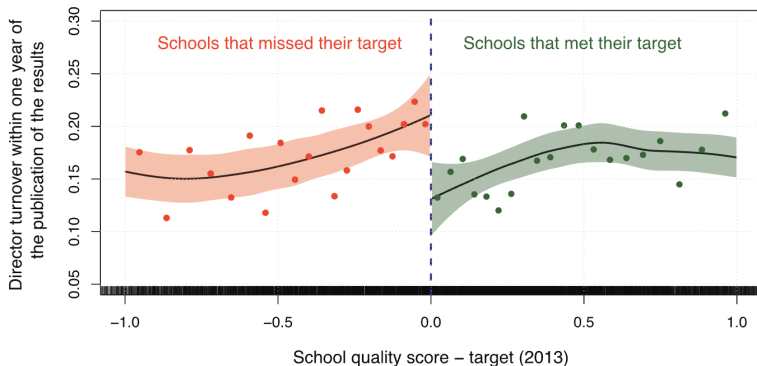 Director turnover within one year of
the publication of the results
0.30
0.25
0.20
0.15
0.10
0.05
Schools that missed their target
Schools that met their target
−1.0
−0.5
0.0
0.5
1.0
School quality score − target (2013)